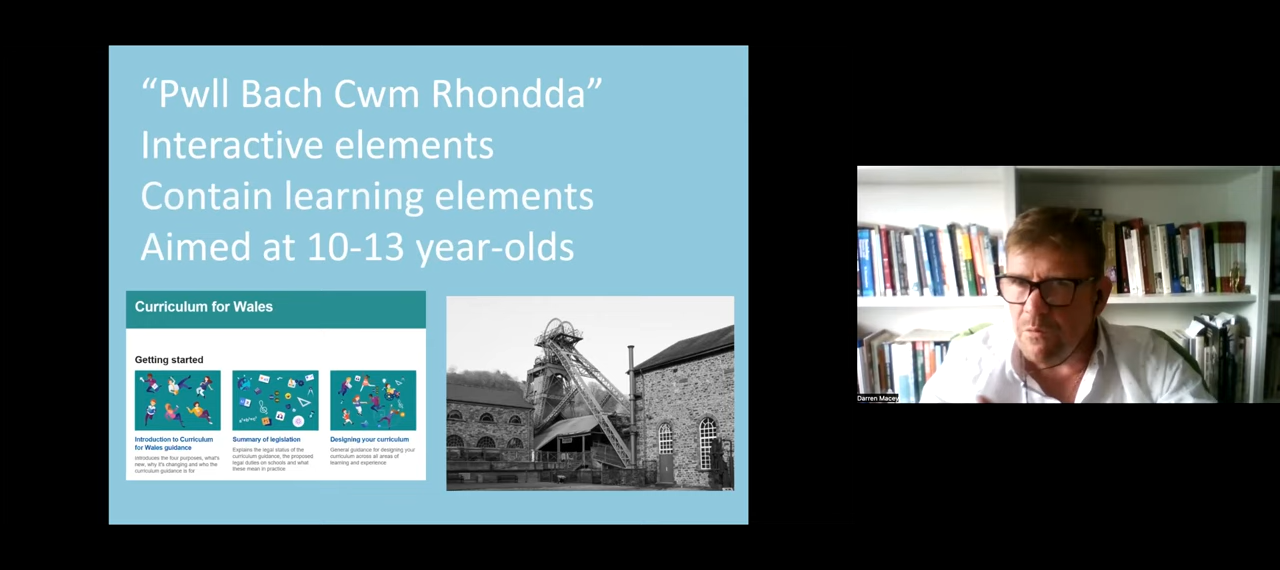 “Pwll Bach Cwm Rhondda”
Interactive elements
Contain learning elements
Aimed at 10-13 year-olds
Curriculum for Wales
Getting started
Introduction to Curriculum
for Wales guidance
Introduces the four purposes, what's
new, why it's changing and who the
curriculum guidance is for
Summary of legislation
Explains the legal status of the
curriculum guidance, the proposed
legal duties on schools and what
these mean in practice
Designing your curriculum
General guidance for designing your
curriculum across all areas of
learning and experience
Darren Macey